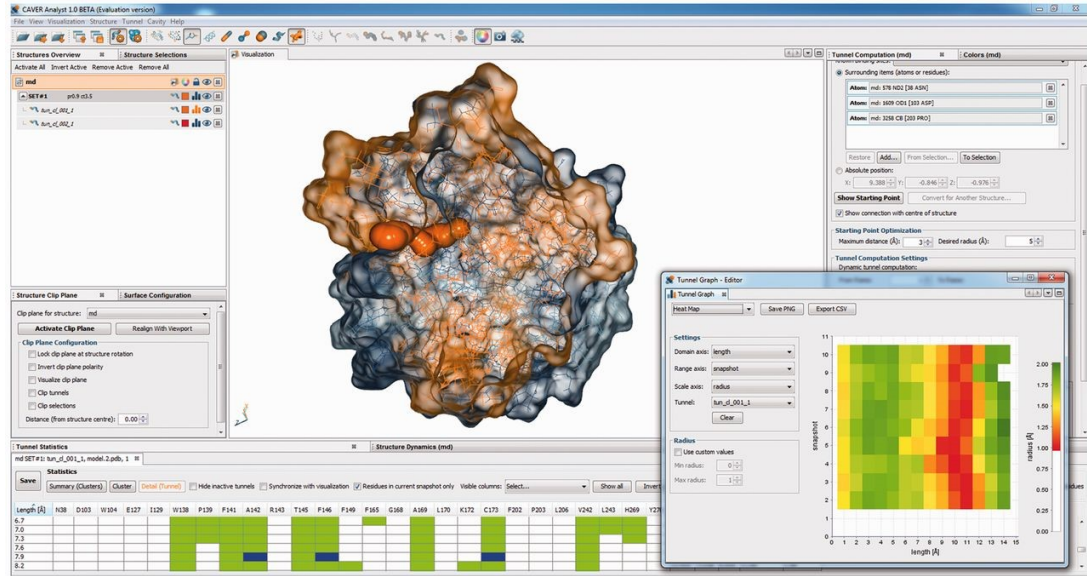 CAVER Analyst 1.0 BETA (Evaluation version)
File View Visualization Structure Tunnel Cavity Help
Structures Overview Structure Selections
Activate All Invert Active Remove Active Remove All
md
SET#1 pr0.9 ct3.5
tun_cl_001_1
tun_cl_002_1
Structure Clip Plane Surface Configuration
Clip plane for structure: md
Activate Clip Plane Realign With Viewport
Clip Plane Configuration
Lock clip plane at structure rotation
Invert clip plane polarity
Visualize clip plane
Clip tunnels
Clip selections
Distance (from structure centre): 0.00
Visualization
Tunnel Computation (md) Colors (md)
Surrounding items (atoms or residues):
Atom: md: 578 ND2 [38 ASN]
Atom: md: 1609 OD1 [103 ASP]
Atom: md: 3258 CB [203 PRO]
Restore Add... From Selection... To Selection
Absolute position:
X: 9.388 Y: -0.846 Z: -0.976
Show Starting Point Convert for Another Structure...
Show connection with centre of structure
Starting Point Optimization
Maximum distance (Å): 3 Desired radius (Å): 5
Tunnel Computation Settings
Dynamic tunnel computation:
Tunnel Graph - Editor
Tunnel Graph
Heat Map Save PNG Export CSV
Settings
Domain axis: length
Range axis: snapshot
Scale axis: radius
Tunnel: tun_cl_001_1
Clear
Radius
Use custom values
Min radius: 0
Max radius: 1
11
10
9
8
7
6
5
4
3
2
1
0
snapshot
0 1 2 3 4 5 6 7 8 9 10 11 12 13 14 15
length [Å]
2.00
1.75
1.50
1.25
1.00
0.75
0.50
0.25
0.00
radius [Å]
Tunnel Statistics Structure Dynamics (md)
md SET#1: tun_cl_001_1, model.2.pdb, 1
Statistics
Save Summary (Clusters) Cluster Detail (Tunnel) Hide inactive tunnels Synchronize with visualization Residues in current snapshot only Visible columns: Select... Show all Invert
Length [Å] N38 D103 W104 E127 I129 W138 P139 F141 A142 R143 T145 F146 F149 F165 G168 A169 L170 K172 C173 F202 P203 L206 V242 L243 H269
6.7
7.0
7.3
7.6
7.9
8.2